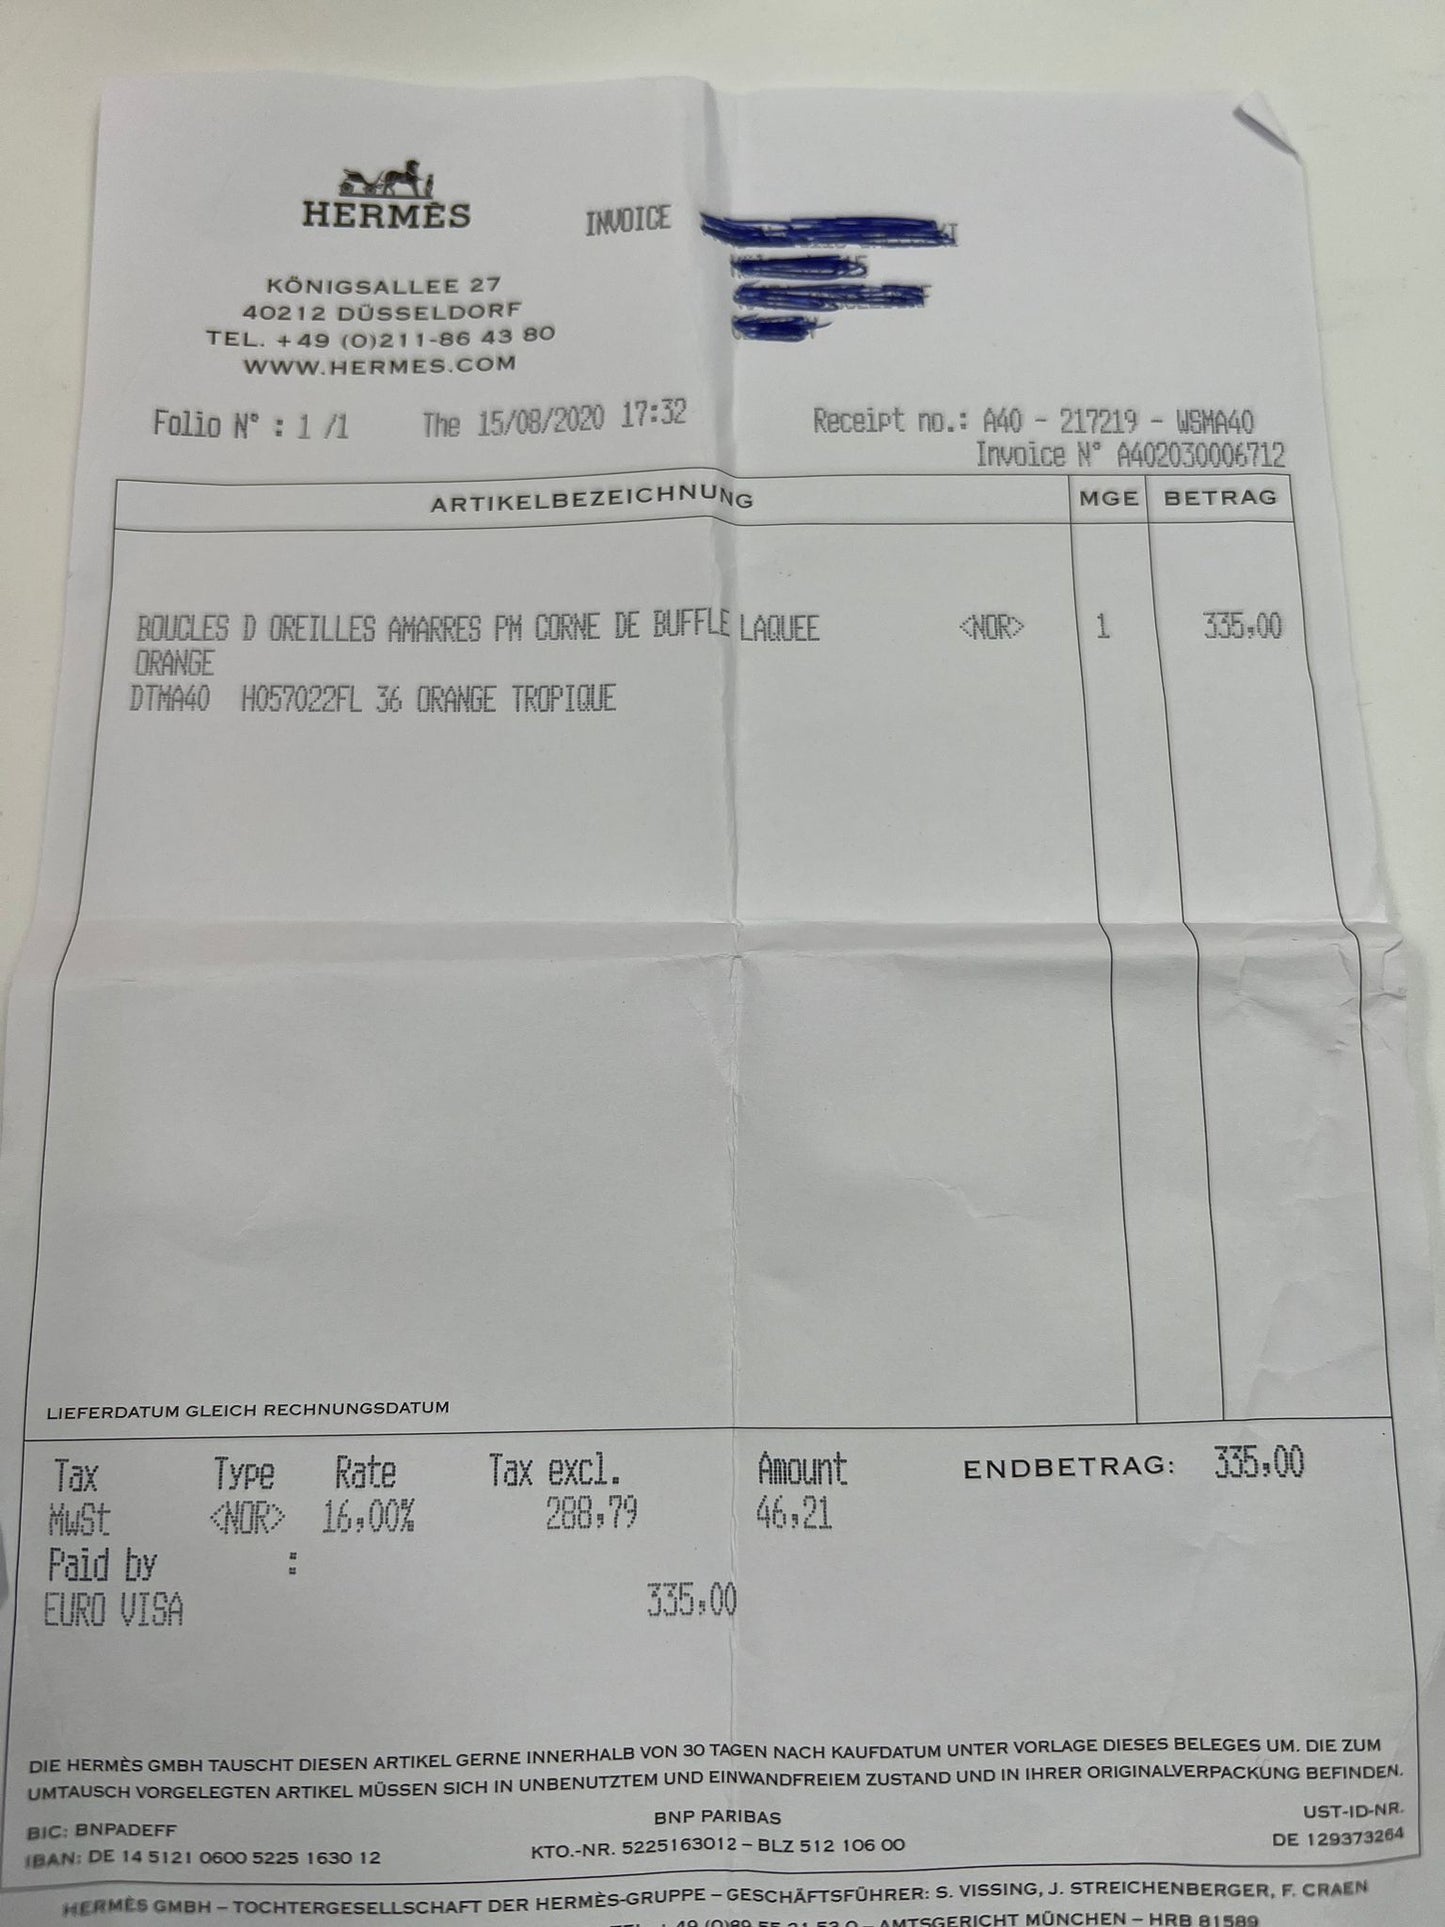 HERMÈS
INVOICE
KÖNIGSALLEE 27
40212 DÜSSELDORF
TEL. +49 (0)211-86 43 80
WWW.HERMES.COM
Folio N° : 1 /1 The 15/08/2020 17:32 Receipt no.: A40 - 217219 - WSMA40
Invoice N° A402030006712
ARTIKELBEZEICHNUNG MGE BETRAG
BOUCLES D OREILLES AMARRES PM CORNE DE BUFFLE LAQUEE <NOR> 1 335,00
ORANGE
DTMA40 H057022FL 36 ORANGE TROPIQUE
LIEFERDATUM GLEICH RECHNUNGSDATUM
Tax Type Rate Tax excl. Amount ENDBETRAG: 335,00
MwSt <NOR> 16,00% 288,79 46,21
Paid by :
EURO VISA 335,00
DIE HERMÈS GMBH TAUSCHT DIESEN ARTIKEL GERNE INNERHALB VON 30 TAGEN NACH KAUFDATUM UNTER VORLAGE DIESES BELEGES UM. DIE ZUM
UMTAUSCH VORGELEGTEN ARTIKEL MÜSSEN SICH IN UNBENUTZTEM UND EINWANDFREIEM ZUSTAND UND IN IHRER ORIGINALVERPACKUNG BEFINDEN.
BIC: BNPADEFF BNP PARIBAS UST-ID-NR.
IBAN: DE 14 5121 0600 5225 1630 12 KTO.-NR. 5225163012 – BLZ 512 106 00 DE 129373264
HERMÈS GMBH – TOCHTERGESELLSCHAFT DER HERMÈS-GRUPPE – GESCHÄFTSFÜHRER: S. VISSING, J. STREICHENBERGER, F. CRAEN
AMTSGERICHT MÜNCHEN – HRB 81589